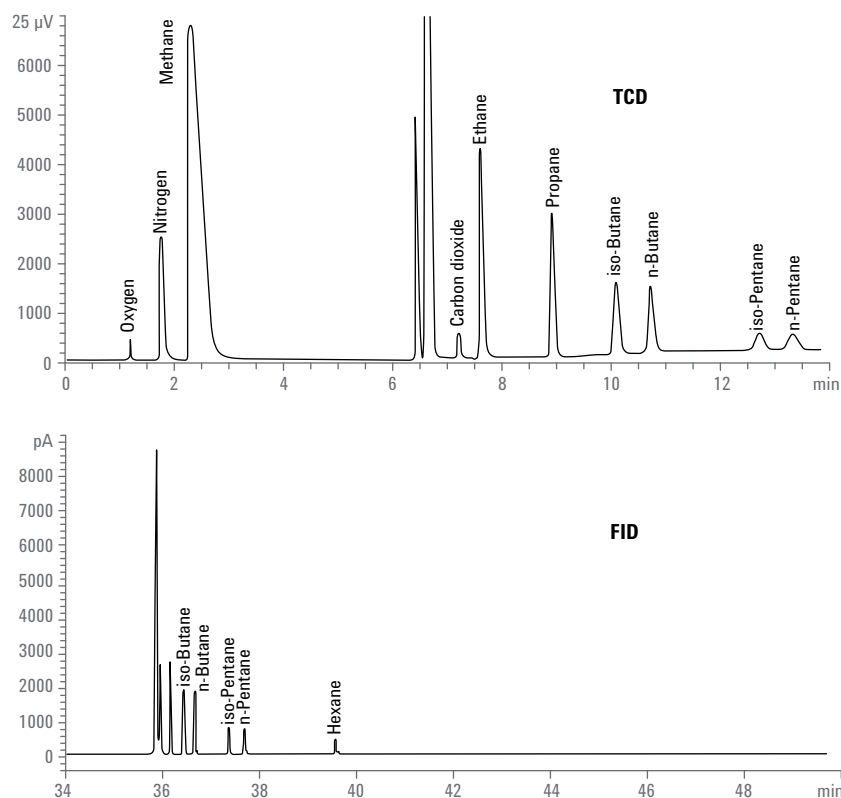 25 µV
6000
5000
4000
3000
2000
1000
0
Oxygen
Nitrogen
Methane
Carbon dioxide
Ethane
Propane
iso-Butane
n-Butane
iso-Pentane
n-Pentane
TCD
0 2 4 6 8 10 12 min
pA
8000
7000
6000
5000
4000
3000
2000
1000
0
iso-Butane
n-Butane
iso-Pentane
n-Pentane
Hexane
FID
34 36 38 40 42 44 46 48 min